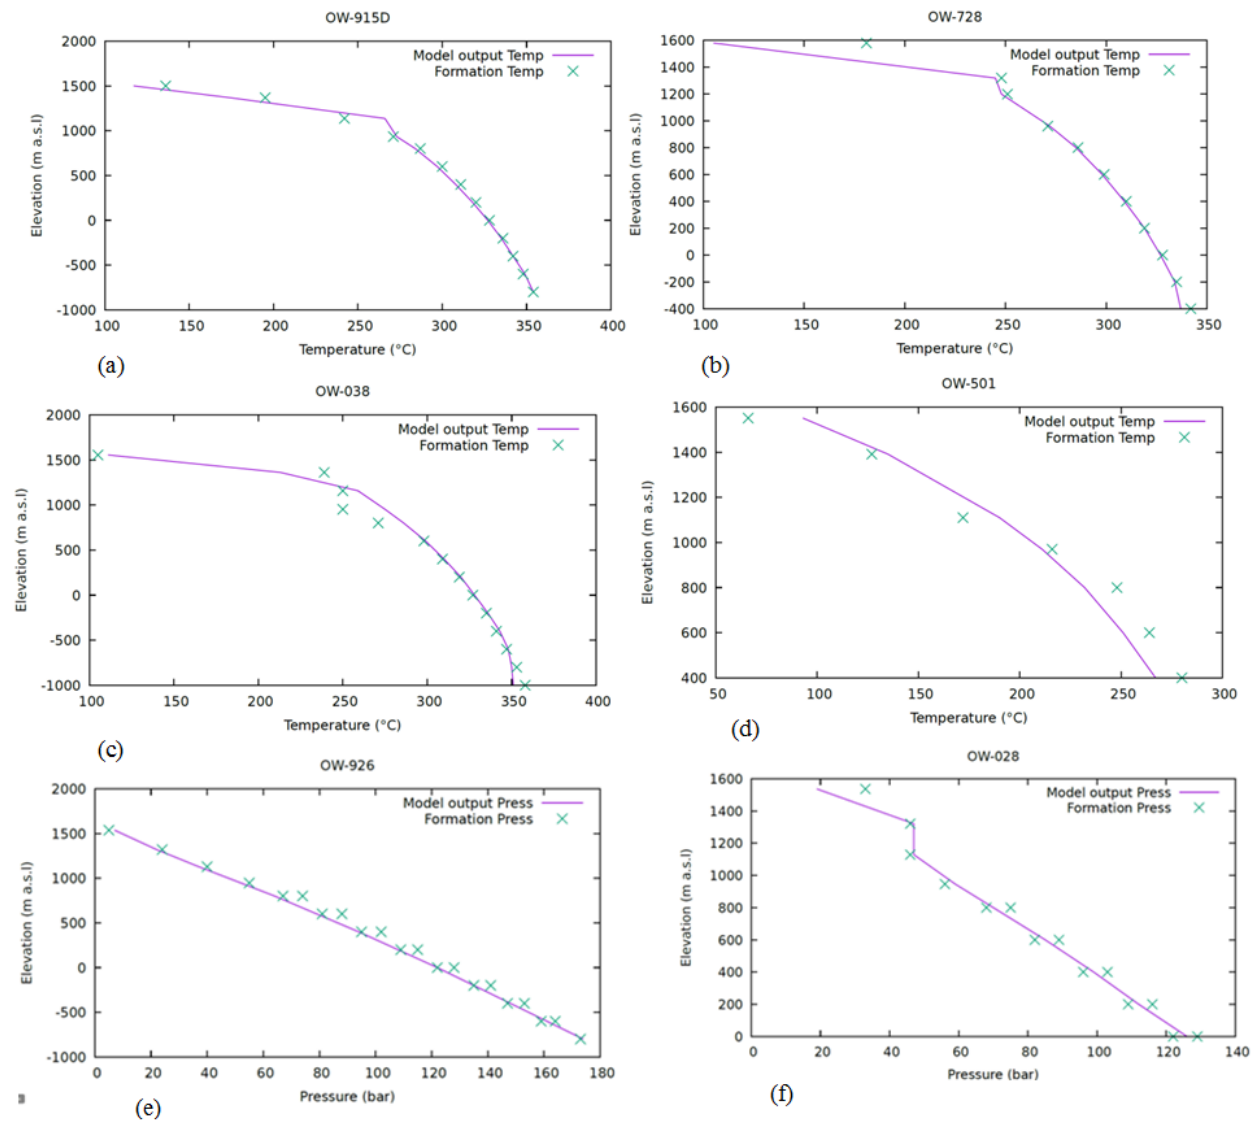 OW-915D
Model output Temp
Formation Temp
2000
1500
1000
500
0
-500
-1000
100
150
200
250
300
350
400
Elevation (m a.s.l)
Temperature (°C)
(a)
OW-728
Model output Temp
Formation Temp
1600
1400
1200
1000
800
600
400
200
0
-200
-400
100
150
200
250
300
350
Elevation (m a.s.l)
Temperature (°C)
(b)
OW-038
Model output Temp
Formation Temp
2000
1500
1000
500
0
-500
-1000
100
150
200
250
300
350
400
Elevation (m a.s.l)
Temperature (°C)
(c)
OW-501
Model output Temp
Formation Temp
1600
1400
1200
1000
800
600
400
50
100
150
200
250
300
Elevation (m a.s.l)
Temperature (°C)
(d)
OW-926
Model output Press
Formation Press
2000
1500
1000
500
0
-500
-1000
0
20
40
60
80
100
120
140
160
180
Elevation (m a.s.l)
Pressure (bar)
(e)
OW-028
Model output Press
Formation Press
1600
1400
1200
1000
800
600
400
200
0
0
20
40
60
80
100
120
140
Elevation (m a.s.l)
Pressure (bar)
(f)